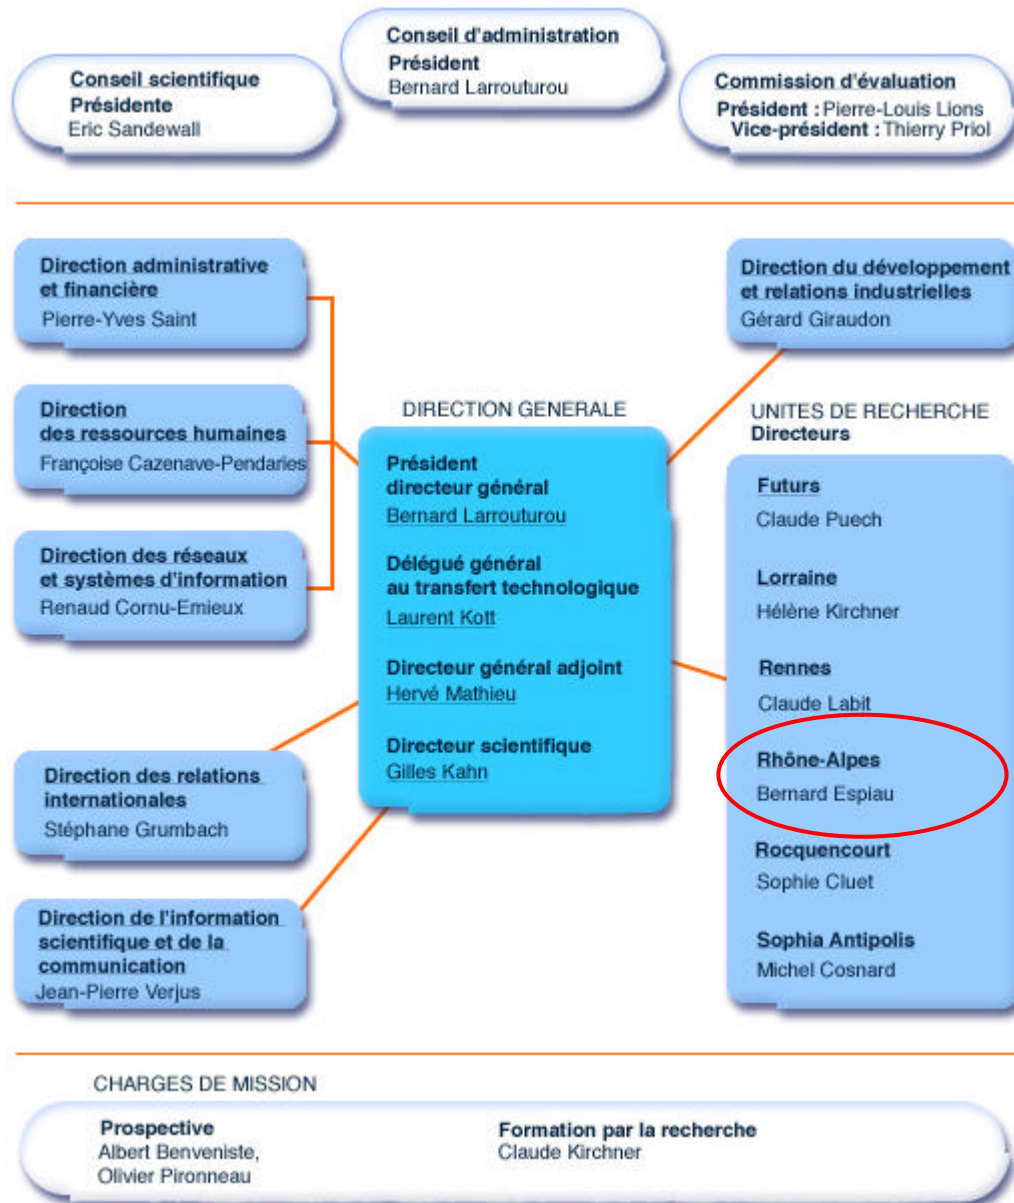 Conseil d'administration
Président
Bernard Larrouturou
Conseil scientifique
Présidente
Eric Sandewall
Commission d'évaluation
Président : Pierre-Louis Lions
Vice-président : Thierry Priol
Direction administrative
et financière
Pierre-Yves Saint
Direction
des ressources humaines
Françoise Cazenave-Pendaries
Direction des réseaux
et systèmes d'information
Renaud Cornu-Emieux
Direction des relations
internationales
Stéphane Grumbach
Direction de l'information
scientifique et de la
communication
Jean-Pierre Verjus
DIRECTION GENERALE
Président
directeur général
Bernard Larrouturou
Délégué général
au transfert technologique
Laurent Kott
Directeur général adjoint
Hervé Mathieu
Directeur scientifique
Gilles Kahn
Direction du développement
et relations industrielles
Gérard Giraudon
UNITES DE RECHERCHE
Directeurs
Futurs
Claude Puech
Lorraine
Hélène Kirchner
Rennes
Claude Labit
Rhône-Alpes
Bernard Espiau
Rocquencourt
Sophie Cluet
Sophia Antipolis
Michel Cosnard
CHARGES DE MISSION
Prospective
Albert Benveniste,
Olivier Pironneau
Formation par la recherche
Claude Kirchner